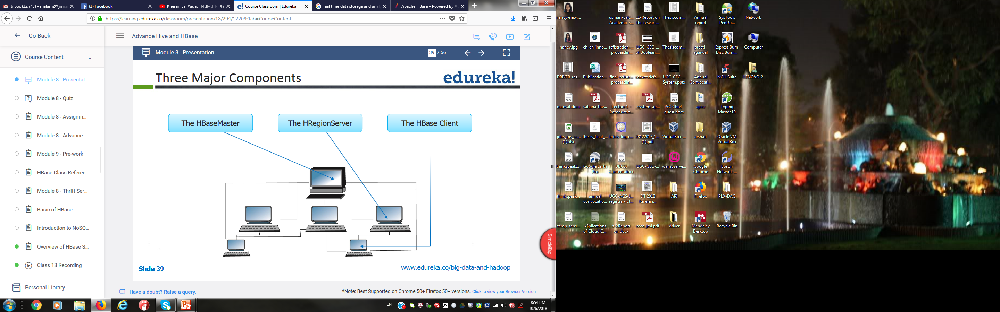 Inbox (12,748) - malam2@jmi.a
(1) Facebook
Khesari Lal Yadav का अबतक
Course Classroom | Edureka
real time data storage and anal
Apache HBase – Powered By A
https://learning.edureka.co/classroom/presentation/18/294/12209?tab=CourseContent
Go Back
Advance Hive and HBase
24
Course Content
Module 8 - Presentation
39 / 56
Module 8 - Presentat...
Module 8 - Quiz
Module 8 - Assignm...
Module 8 - Advance ...
Module 9 - Pre-work
HBase Class Referen...
Module 8 - Thrift Ser...
Basic of HBase
Introduction to NoSQ...
Overview of HBase S...
Class 13 Recording
Personal Library
Three Major Components
edureka!
The HBaseMaster
The HRegionServer
The HBase Client
Slide 39
www.edureka.co/big-data-and-hadoop
SimpleTap
Have a doubt? Raise a query.
*Note: Best Supported on Chrome 50+ Firefox 50+ versions. Click to view your Browser Version
EN
8:54 PM
10/6/2018
nancy-new....
usman-calc...
Academic s...
z1-Report on
the researc...
Thesiscom...
Annual
report
SysTools
PenDri...
Network
nancy.jpg
ch-en-inno...
refistration-...
proceedin...
UGC-CEC-...
of Boolean....
Thesiscom...
preeti_
agarwal
Express Burn
Disc Burni...
Computer
DRIVER-res...
Publication...
final-refistr...
proceedin...
maxresdefa...
UGC-CEC-...
System.pptx
Annual
Convocati...
NCH Suite
LENOVO-2
mansaf.docx
sahana-the...
Lecture 1 -
Introductio...
_system_ap...
VC Chief
guest.docx
ajeez
Typing
Master 10
jobs_rps_sc...
(1).xlsx
thesis_final_...
bdcis-logo....
28122017_1...
(1).pdf
VirtualBox-...
arshad
Oracle VM
VirtualBox
thinkspeak1...
Google Earth
Pro
BDCSI
Content.docx
UGC-CEC-...
wampserve...
Google
Chrome
Boson
Network ...
thinkspeak...
annual
convocatio...
UGC-ACS-J...
registrar-ict...
DT 2018
Referen...
API
Firefox
PLX-DAQ
temp_sens...
~$plications
of Cloud C...
z-2Report
on.docx
reco_jmi.pdf
driver
Mendeley
Desktop
Recycle Bin